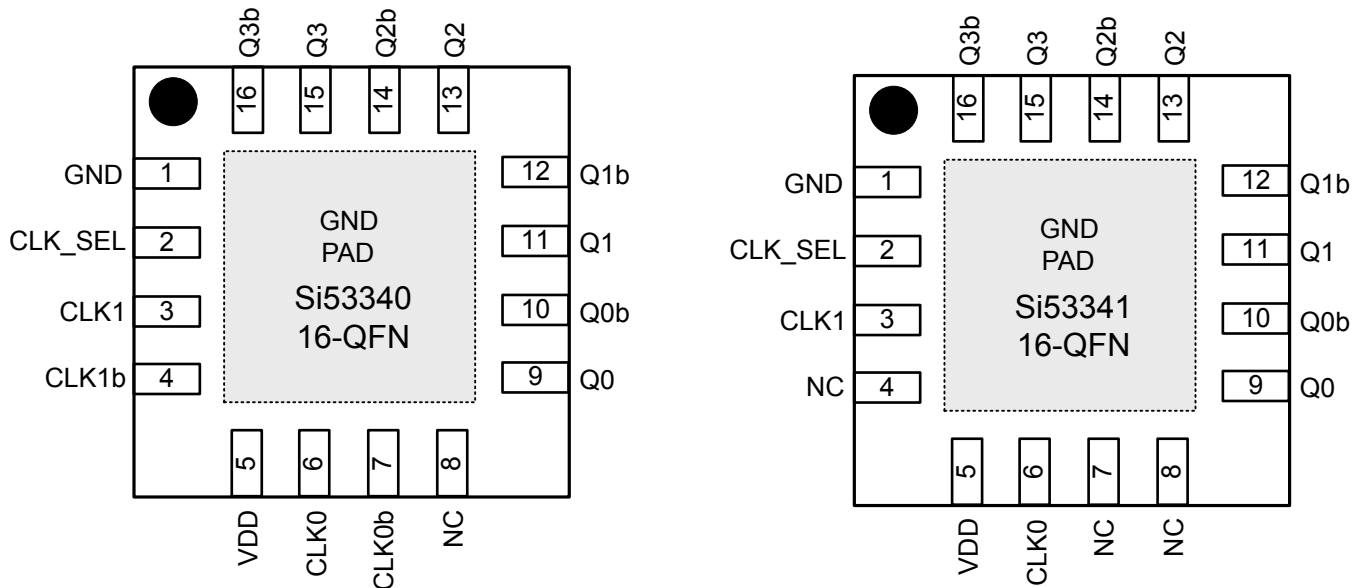 Q3b
Q3
Q2b
Q2
16
15
14
13
GND
1
CLK_SEL
2
CLK1
3
CLK1b
4
GND
PAD
Si53340
16-QFN
12
Q1b
11
Q1
10
Q0b
9
Q0
5
6
7
8
VDD
CLK0
CLK0b
NC
Q3b
Q3
Q2b
Q2
16
15
14
13
GND
1
CLK_SEL
2
CLK1
3
NC
4
GND
PAD
Si53341
16-QFN
12
Q1b
11
Q1
10
Q0b
9
Q0
5
6
7
8
VDD
CLK0
NC
NC